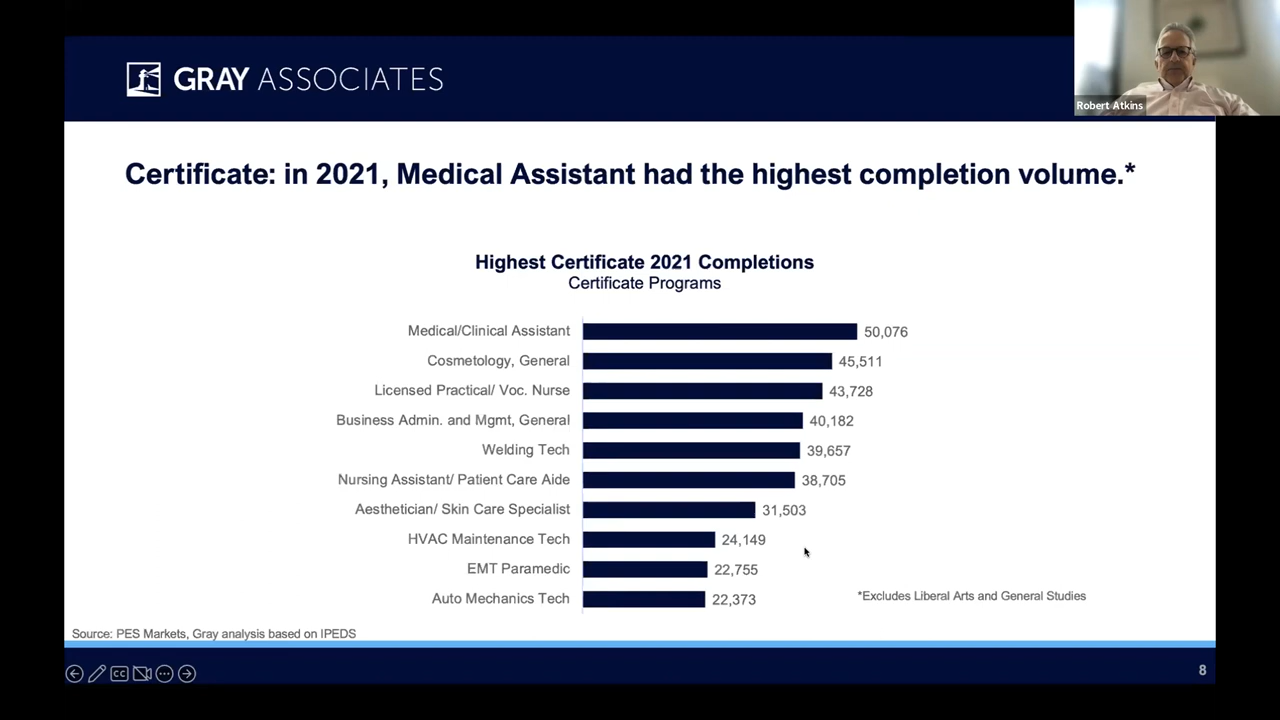 GRAY ASSOCIATES
Robert Atkins
Certificate: in 2021, Medical Assistant had the highest completion volume.*
Highest Certificate 2021 Completions
Certificate Programs
Medical/Clinical Assistant 50,076
Cosmetology, General 45,511
Licensed Practical/ Voc. Nurse 43,728
Business Admin. and Mgmt, General 40,182
Welding Tech 39,657
Nursing Assistant/ Patient Care Aide 38,705
Aesthetician/ Skin Care Specialist 31,503
HVAC Maintenance Tech 24,149
EMT Paramedic 22,755
Auto Mechanics Tech 22,373
*Excludes Liberal Arts and General Studies
Source: PES Markets, Gray analysis based on IPEDS
CC
8